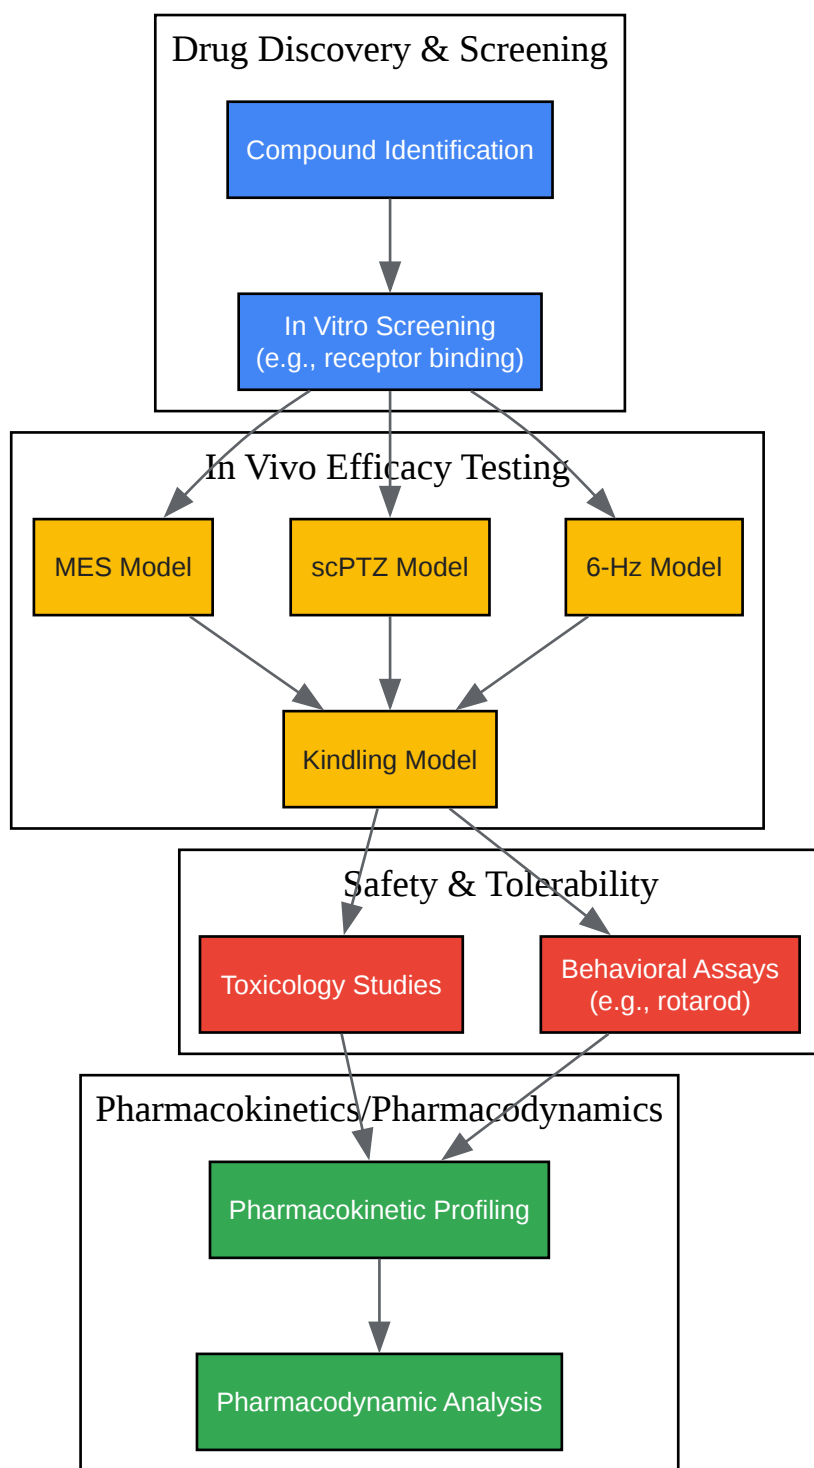 Drug Discovery & Screening
Compound Identification
In Vitro Screening
(e.g., receptor binding)
In Vivo Efficacy Testing
MES Model
scPTZ Model
6-Hz Model
Kindling Model
Safety & Tolerability
Toxicology Studies
Behavioral Assays
(e.g., rotarod)
Pharmacokinetics/Pharmacodynamics
Pharmacokinetic Profiling
Pharmacodynamic Analysis